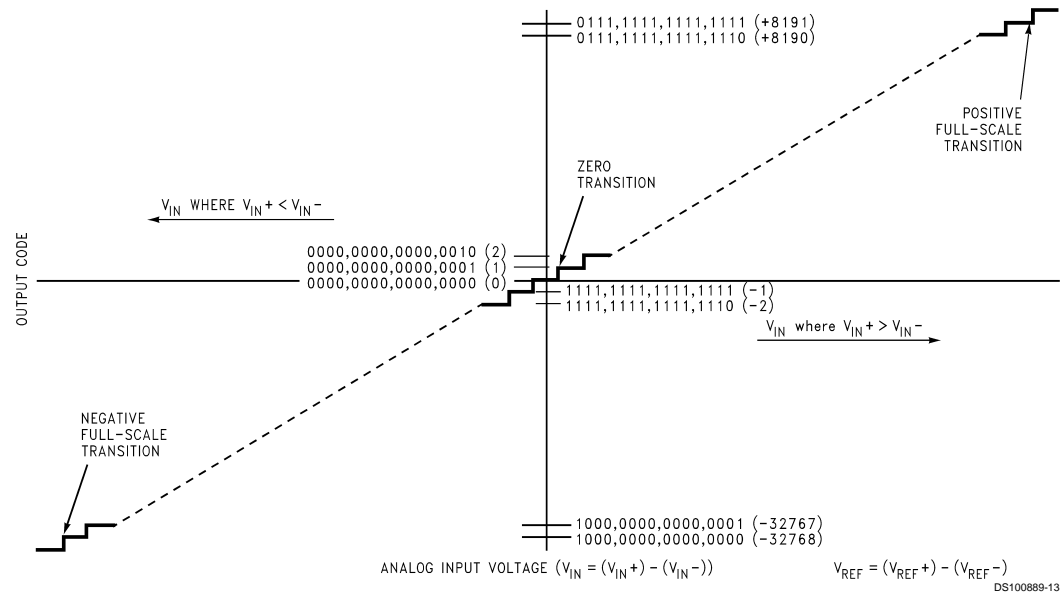 0111,1111,1111,1111 (+8191)
0111,1111,1111,1110 (+8190)
POSITIVE
FULL-SCALE
TRANSITION
ZERO
TRANSITION
V_IN WHERE V_IN+ < V_IN-
OUTPUT CODE
0000,0000,0000,0010 (2)
0000,0000,0000,0001 (1)
0000,0000,0000,0000 (0)
1111,1111,1111,1111 (-1)
1111,1111,1111,1110 (-2)
V_IN where V_IN+ > V_IN-
NEGATIVE
FULL-SCALE
TRANSITION
1000,0000,0000,0001 (-32767)
1000,0000,0000,0000 (-32768)
ANALOG INPUT VOLTAGE (V_IN = (V_IN+) - (V_IN-))
V_REF = (V_REF+) - (V_REF-)
DS100889-13